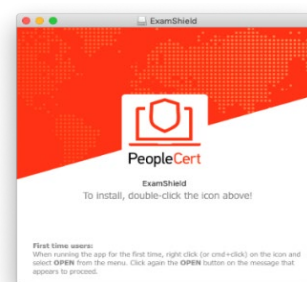 ExamShield
PeopleCert
ExamShield
To install, double-click the icon above!
First time users:
When running the app for the first time, right click (or cmd+click) on the icon and
select OPEN from the menu. Click again the OPEN button on the message that
appears to proceed.